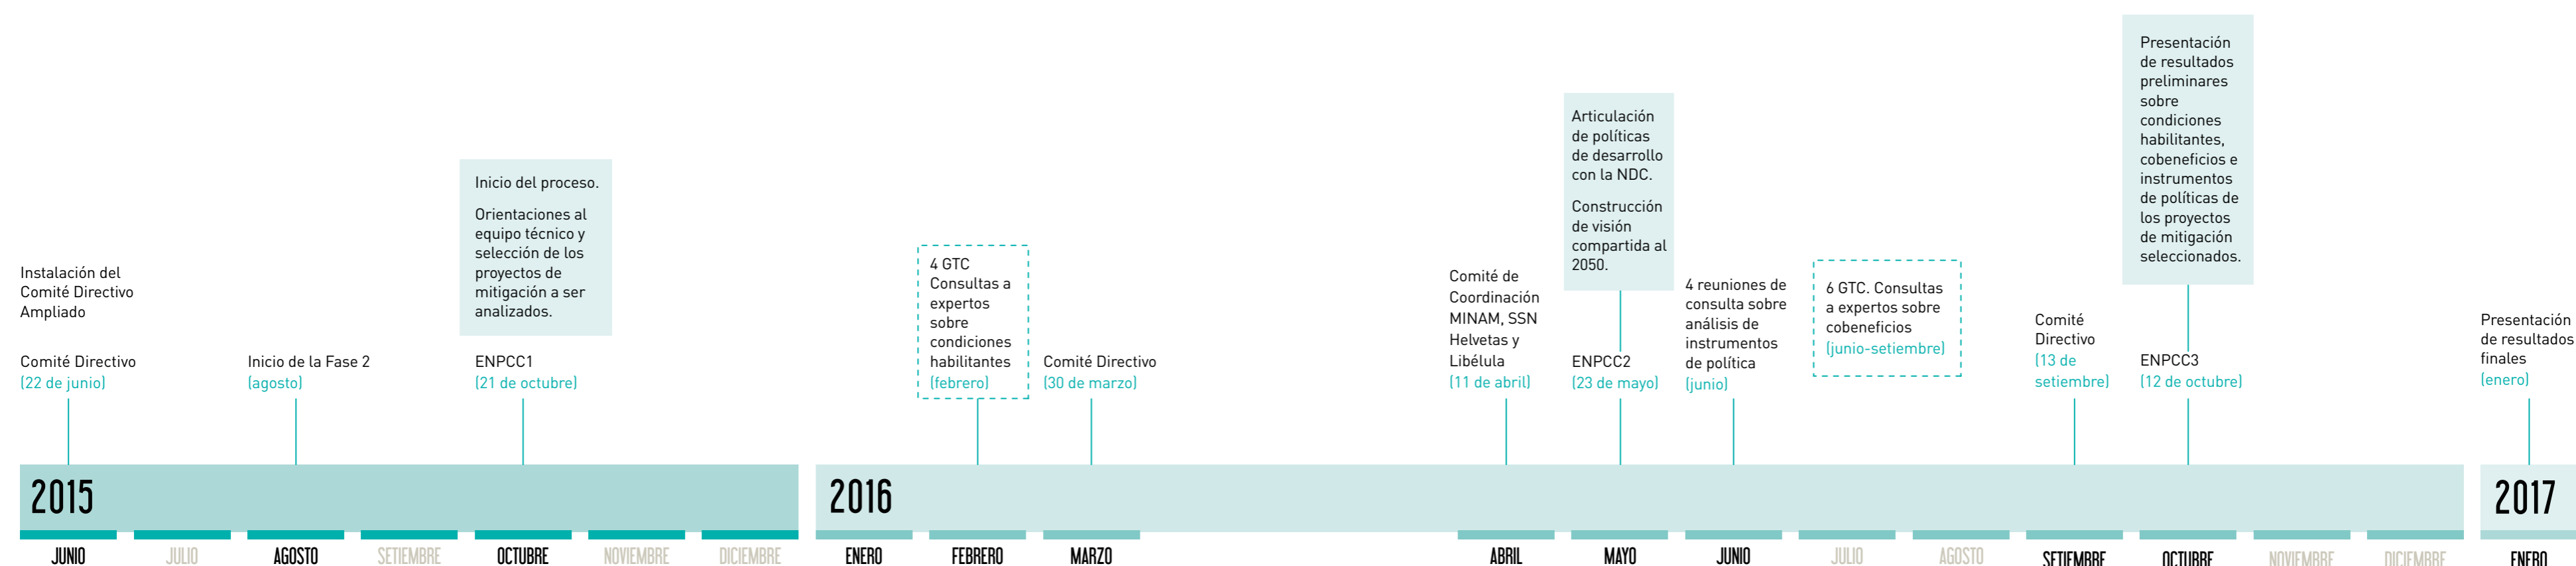 Instalación del
Comité Directivo
Ampliado
Comité Directivo
(22 de junio)
Inicio de la Fase 2
(agosto)
Inicio del proceso.
Orientaciones al
equipo técnico y
selección de los
proyectos de
mitigación a ser
analizados.
ENPCC1
(21 de octubre)
4 GTC
Consultas a
expertos
sobre
condiciones
habilitantes
(febrero)
Comité Directivo
(30 de marzo)
Comité de
Coordinación
MINAM, SSN
Helvetas y
Libélula
(11 de abril)
Articulación
de políticas
de desarrollo
con la NDC.
Construcción
de visión
compartida al
2050.
ENPCC2
(23 de mayo)
4 reuniones de
consulta sobre
análisis de
instrumentos
de política
(junio)
6 GTC. Consultas
a expertos sobre
cobeneficios
(junio-setiembre)
Comité
Directivo
(13 de
setiembre)
Presentación
de resultados
preliminares
sobre
condiciones
habilitantes,
cobeneficios e
instrumentos
de políticas de
los proyectos
de mitigación
seleccionados.
ENPCC3
(12 de octubre)
Presentación
de resultados
finales
(enero)
2015
JUNIO
JULIO
AGOSTO
SETIEMBRE
OCTUBRE
NOVIEMBRE
DICIEMBRE
2016
ENERO
FEBRERO
MARZO
ABRIL
MAYO
JUNIO
JULIO
AGOSTO
SETIEMBRE
OCTUBRE
NOVIEMBRE
DICIEMBRE
2017
ENERO